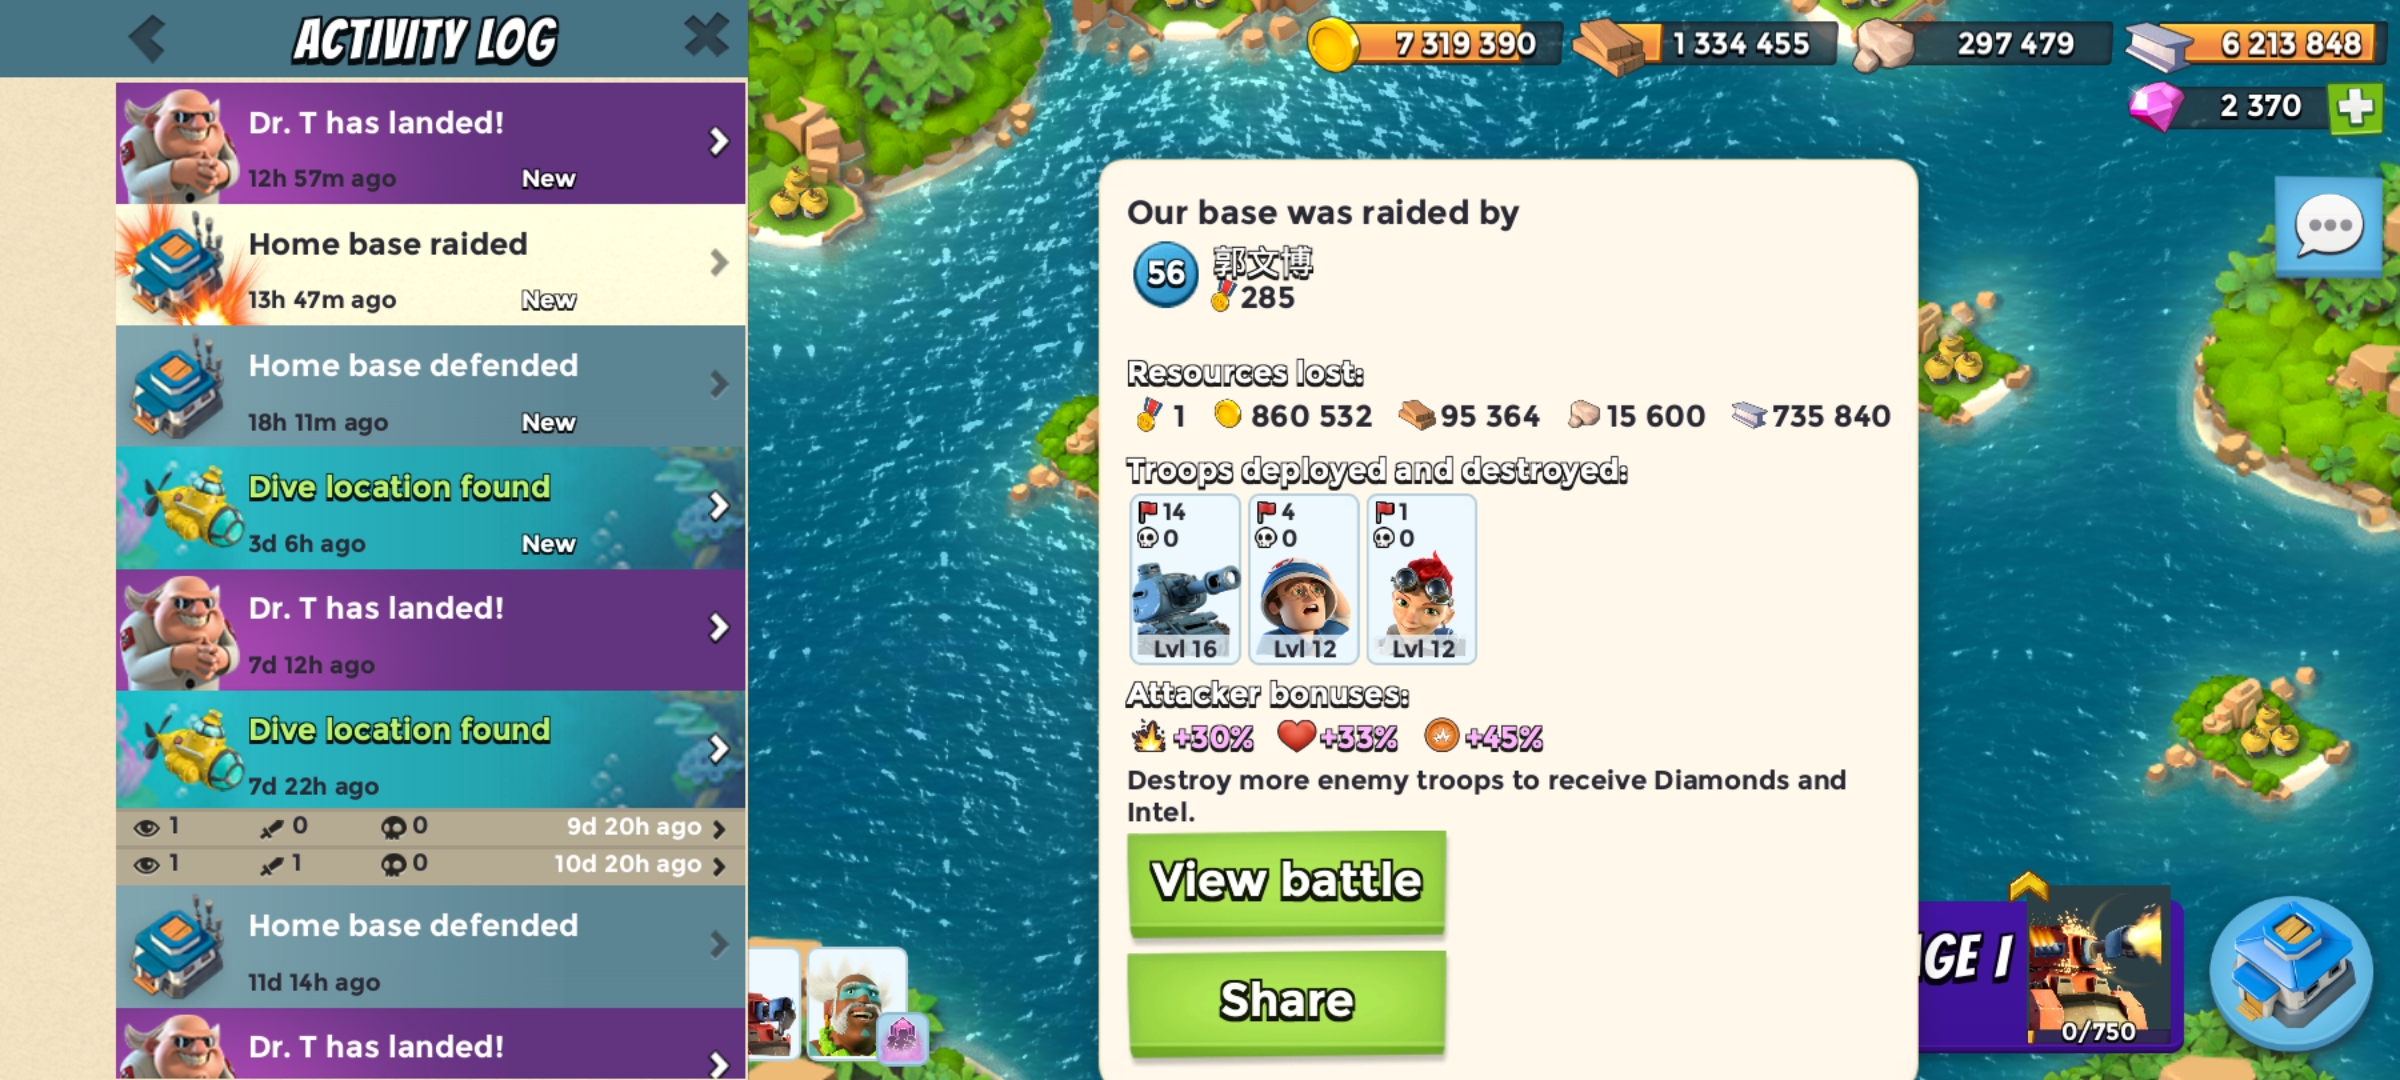 ACTIVITY LOG
Dr. T has landed!
12h 57m ago New
Home base raided
13h 47m ago New
Home base defended
18h 11m ago New
Dive location found
3d 6h ago New
Dr. T has landed!
7d 12h ago
Dive location found
7d 22h ago
1 0 0 9d 20h ago
1 1 0 10d 20h ago
Home base defended
11d 14h ago
Dr. T has landed!
7 319 390 1 334 455 297 479 6 213 848
2 370
Our base was raided by
56 郭文博
285
Resources lost:
1 860 532 95 364 15 600 735 840
Troops deployed and destroyed:
14 4 1
0 0 0
Lvl 16 Lvl 12 Lvl 12
Attacker bonuses:
+30% +33% +45%
Destroy more enemy troops to receive Diamonds and
Intel.
View battle
Share
GE I
0/750